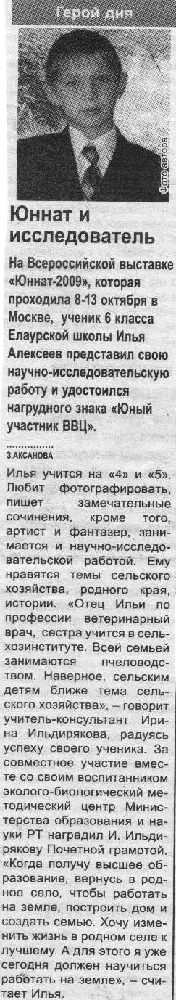 Герой дня
Фото автора
Юннат и
исследователь
На Всероссийской выставке
«Юннат-2009», которая
проходила 8-13 октября в
Москве, ученик 6 класса
Елаурской школы Илья
Алексеев представил свою
научно-исследовательскую
работу и удостоился
нагрудного знака «Юный
участник ВВЦ».
З.АКСАНОВА
Илья учится на «4» и «5».
Любит фотографировать,
пишет замечательные
сочинения, кроме того,
артист и фантазер, зани-
мается и научно-исследо-
вательской работой. Ему
нравятся темы сельского
хозяйства, родного края,
истории. «Отец Ильи по
профессии ветеринарный
врач, сестра учится в сель-
хозинституте. Всей семьей
занимаются пчеловодс-
твом. Наверное, сельским
детям ближе тема сель-
ского хозяйства», – говорит
учитель-консультант Ири-
на Ильдирякова, радуясь
успеху своего ученика. За
совместное участие вмес-
те со своим воспитанником
эколого-биологический ме-
тодический центр Минис-
терства образования и на-
уки РТ наградил И. Ильди-
рякову Почетной грамотой.
«Когда получу высшее об-
разование, вернусь в род-
ное село, чтобы работать
на земле, построить дом и
создать семью. Хочу изме-
нить жизнь в родном селе к
лучшему. А для этого я уже
сегодня должен научиться
работать на земле», – счи-
тает Илья.